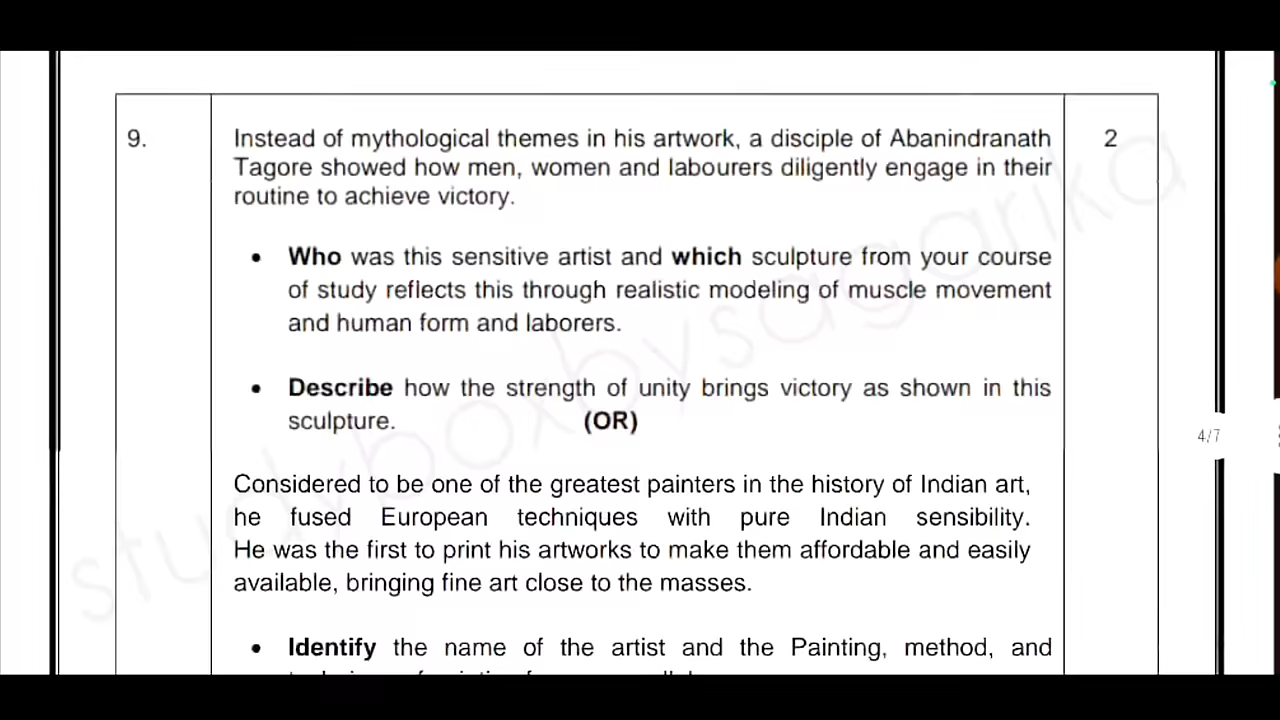 9.
Instead of mythological themes in his artwork, a disciple of Abanindranath
2
Tagore showed how men, women and labourers diligently engage in their
routine to achieve victory.
• Who was this sensitive artist and which sculpture from your course
of study reflects this through realistic modeling of muscle movement
and human form and laborers.
• Describe how the strength of unity brings victory as shown in this
sculpture. (OR)
4/7
Considered to be one of the greatest painters in the history of Indian art,
he fused European techniques with pure Indian sensibility.
He was the first to print his artworks to make them affordable and easily
available, bringing fine art close to the masses.
• Identify the name of the artist and the Painting, method, and
studyboxbysagarika